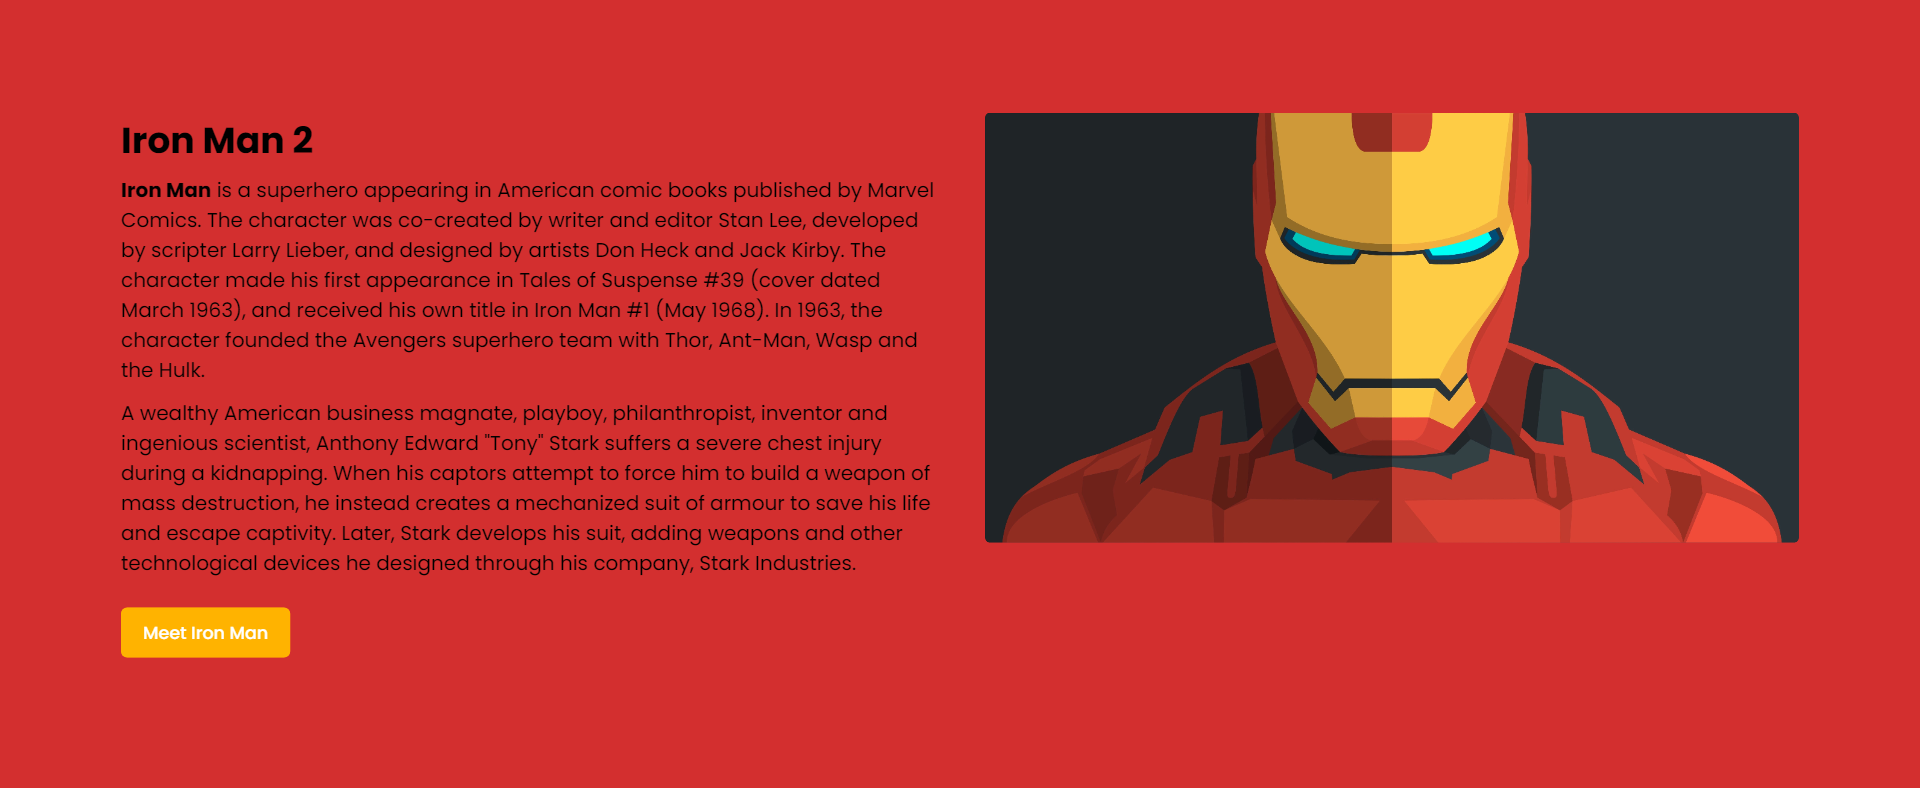 Iron Man 2
Iron Man is a superhero appearing in American comic books published by Marvel
Comics. The character was co-created by writer and editor Stan Lee, developed
by scripter Larry Lieber, and designed by artists Don Heck and Jack Kirby. The
character made his first appearance in Tales of Suspense #39 (cover dated
March 1963), and received his own title in Iron Man #1 (May 1968). In 1963, the
character founded the Avengers superhero team with Thor, Ant-Man, Wasp and
the Hulk.
A wealthy American business magnate, playboy, philanthropist, inventor and
ingenious scientist, Anthony Edward "Tony" Stark suffers a severe chest injury
during a kidnapping. When his captors attempt to force him to build a weapon of
mass destruction, he instead creates a mechanized suit of armour to save his life
and escape captivity. Later, Stark develops his suit, adding weapons and other
technological devices he designed through his company, Stark Industries.
Meet Iron Man